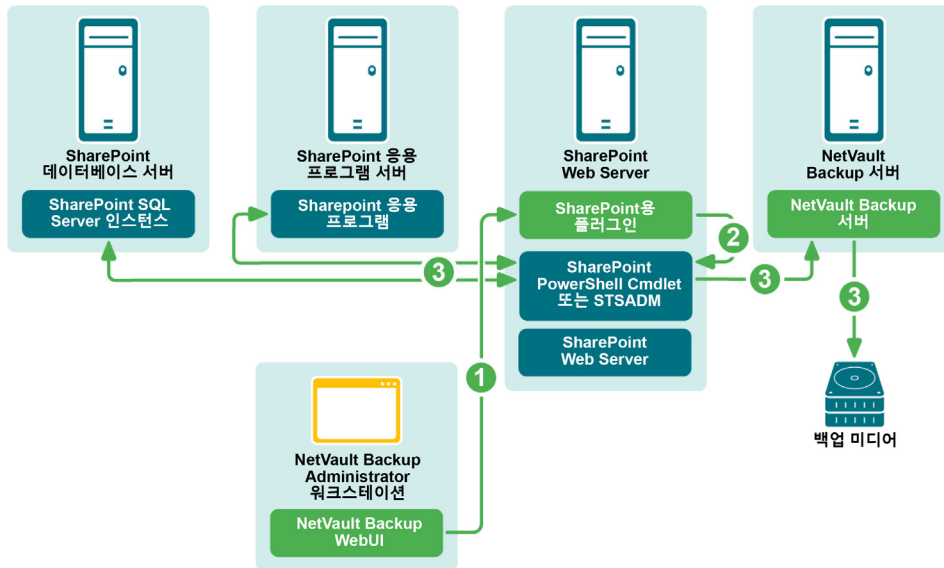 SharePoint
데이터베이스 서버
SharePoint SQL
Server 인스턴스
SharePoint 응용
프로그램 서버
Sharepoint 응용
프로그램
SharePoint
Web Server
SharePoint용
플러그인
SharePoint
PowerShell Cmdlet
또는 STSADM
SharePoint
Web Server
NetVault
Backup 서버
NetVault Backup
서버
2
3
3
3
1
백업 미디어
NetVault Backup
Administrator
워크스테이션
NetVault Backup
WebUI